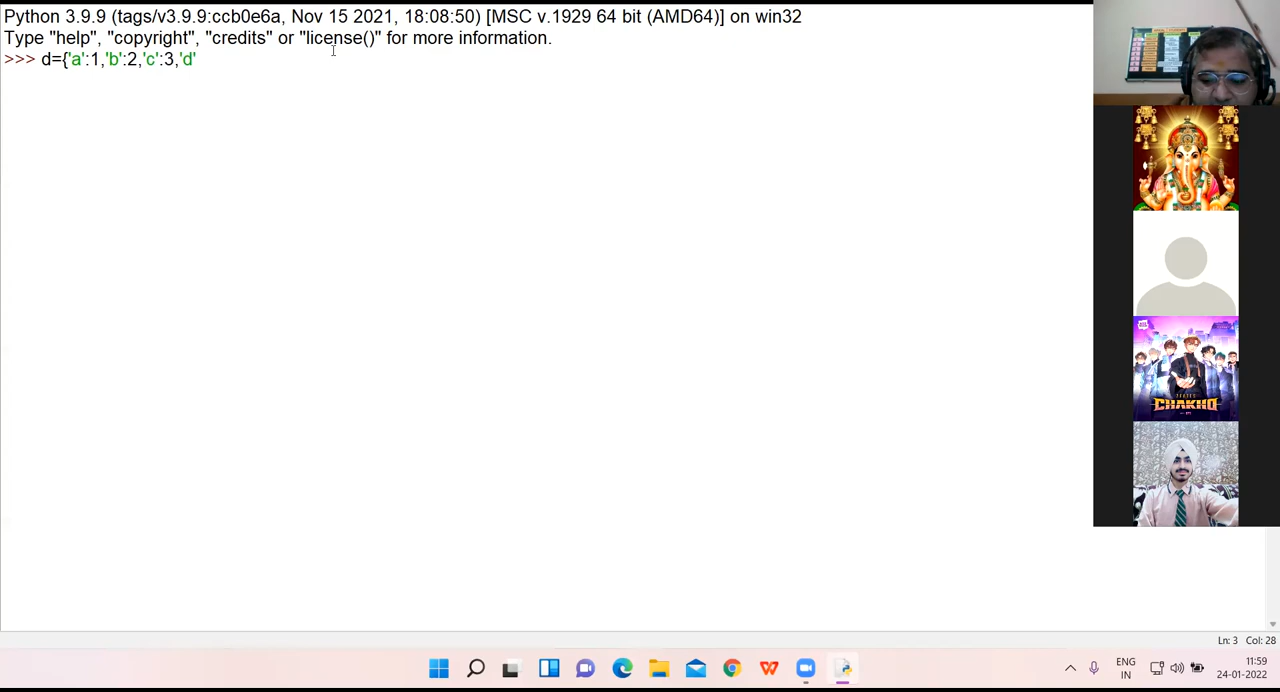 Python 3.9.9 (tags/v3.9.9:ccb0e6a, Nov 15 2021, 18:08:50) [MSC v.1929 64 bit (AMD64)] on win32
Type "help", "copyright", "credits" or "license()" for more information.
>>> d={'a':1,'b':2,'c':3,'d'
CHAKHO
Ln: 3 Col: 28
ENG
IN
11:59
24-01-2022